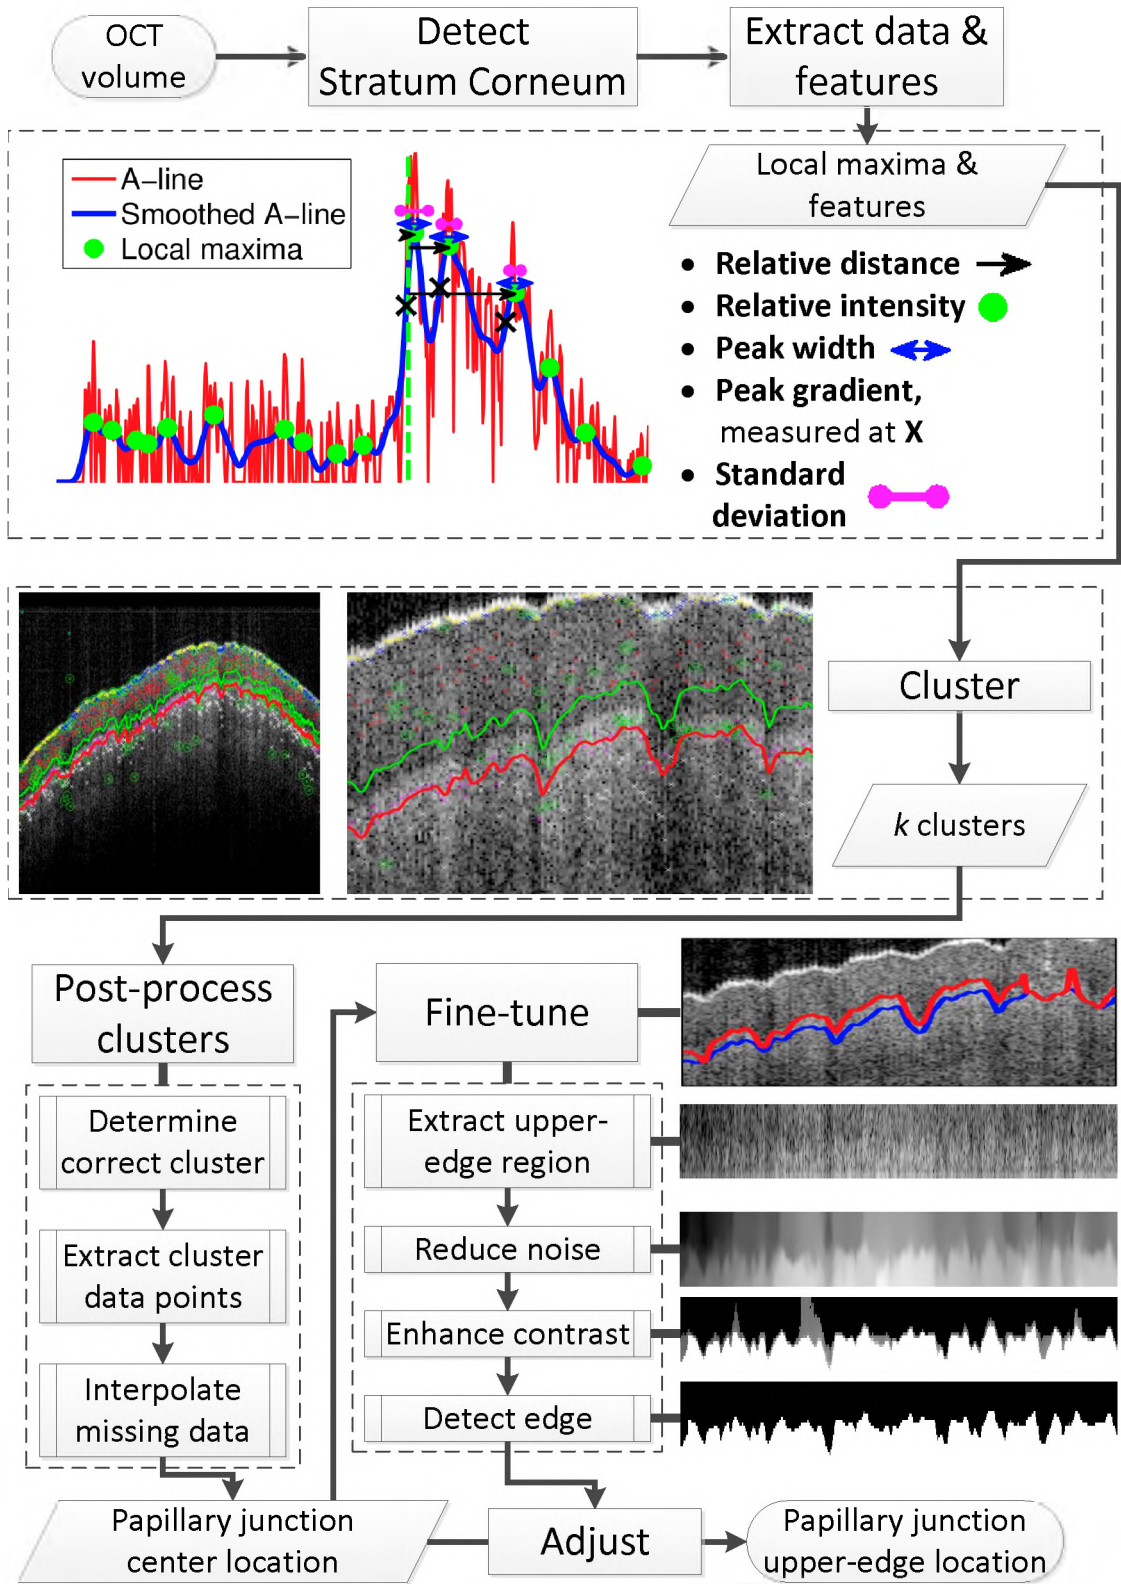 OCT
volume
Detect
Stratum Corneum
Extract data &
features
Local maxima &
features
A-line
Smoothed A-line
Local maxima
• Relative distance
• Relative intensity
• Peak width
• Peak gradient,
measured at X
• Standard
deviation
Cluster
k clusters
Post-process
clusters
Determine
correct cluster
Extract cluster
data points
Interpolate
missing data
Fine-tune
Extract upper-
edge region
Reduce noise
Enhance contrast
Detect edge
Papillary junction
center location
Adjust
Papillary junction
upper-edge location